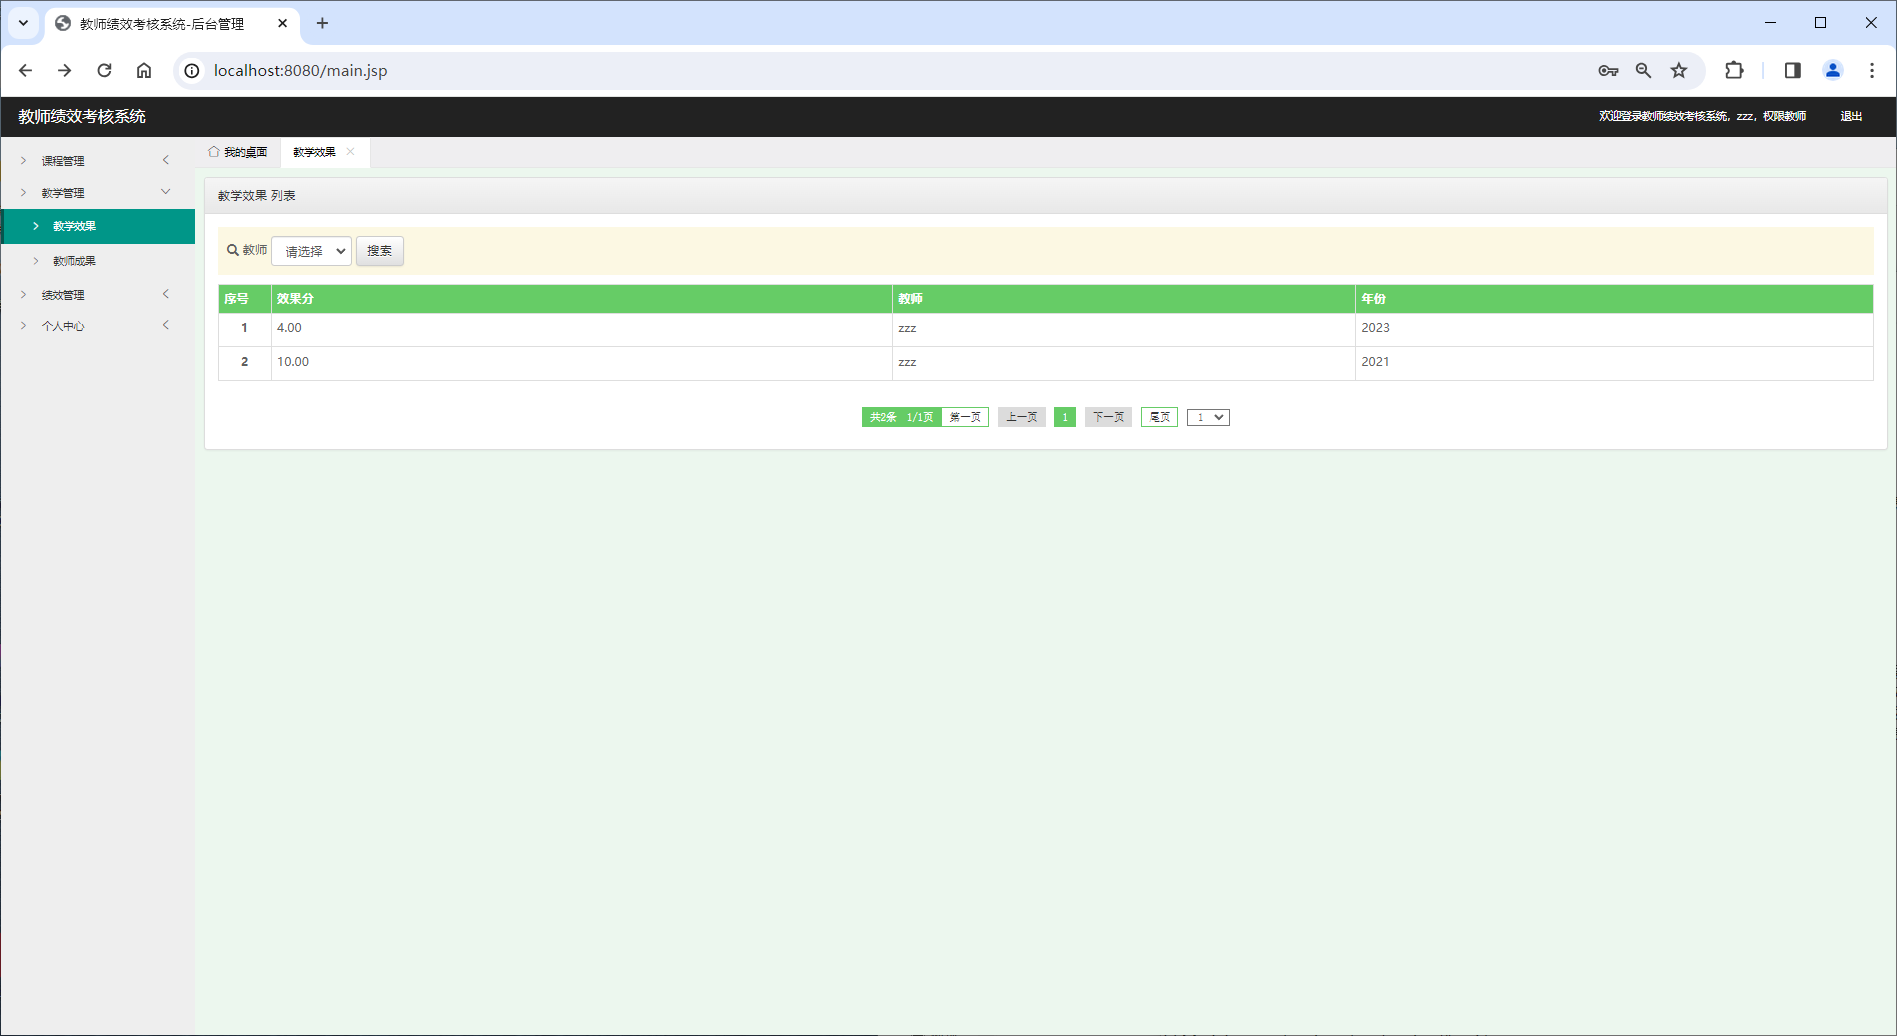 教师绩效考核系统-后台管理
localhost:8080/main.jsp
教师绩效考核系统
欢迎登录教师绩效考核系统，zzz，权限教师 退出
课程管理
教学管理
教学效果
教师成果
绩效管理
个人中心
我的桌面 教学效果
教学效果 列表
教师 请选择 搜索
序号 效果分 教师 年份
1 4.00 zzz 2023
2 10.00 zzz 2021
共2条 1/1页 第一页 上一页 1 下一页 尾页 1